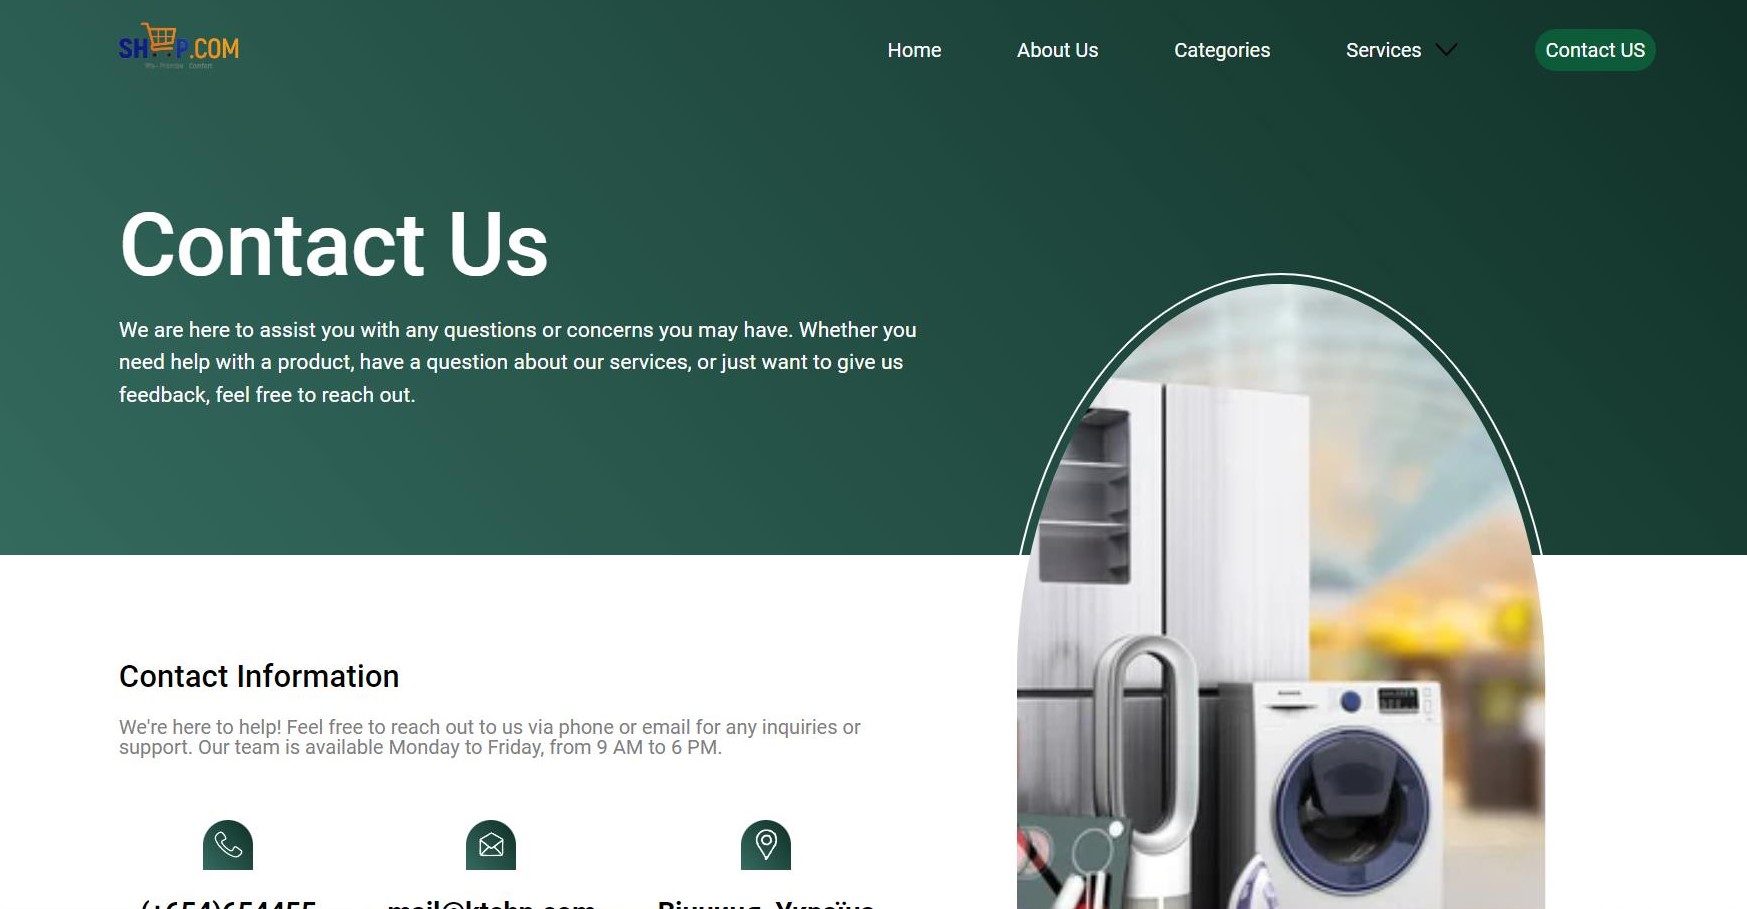 SH P.COM
Home
About Us
Categories
Services
Contact US
Contact Us
We are here to assist you with any questions or concerns you may have. Whether you
need help with a product, have a question about our services, or just want to give us
feedback, feel free to reach out.
Contact Information
We're here to help! Feel free to reach out to us via phone or email for any inquiries or
support. Our team is available Monday to Friday, from 9 AM to 6 PM.
(+654)654455
Вінниця, Україна